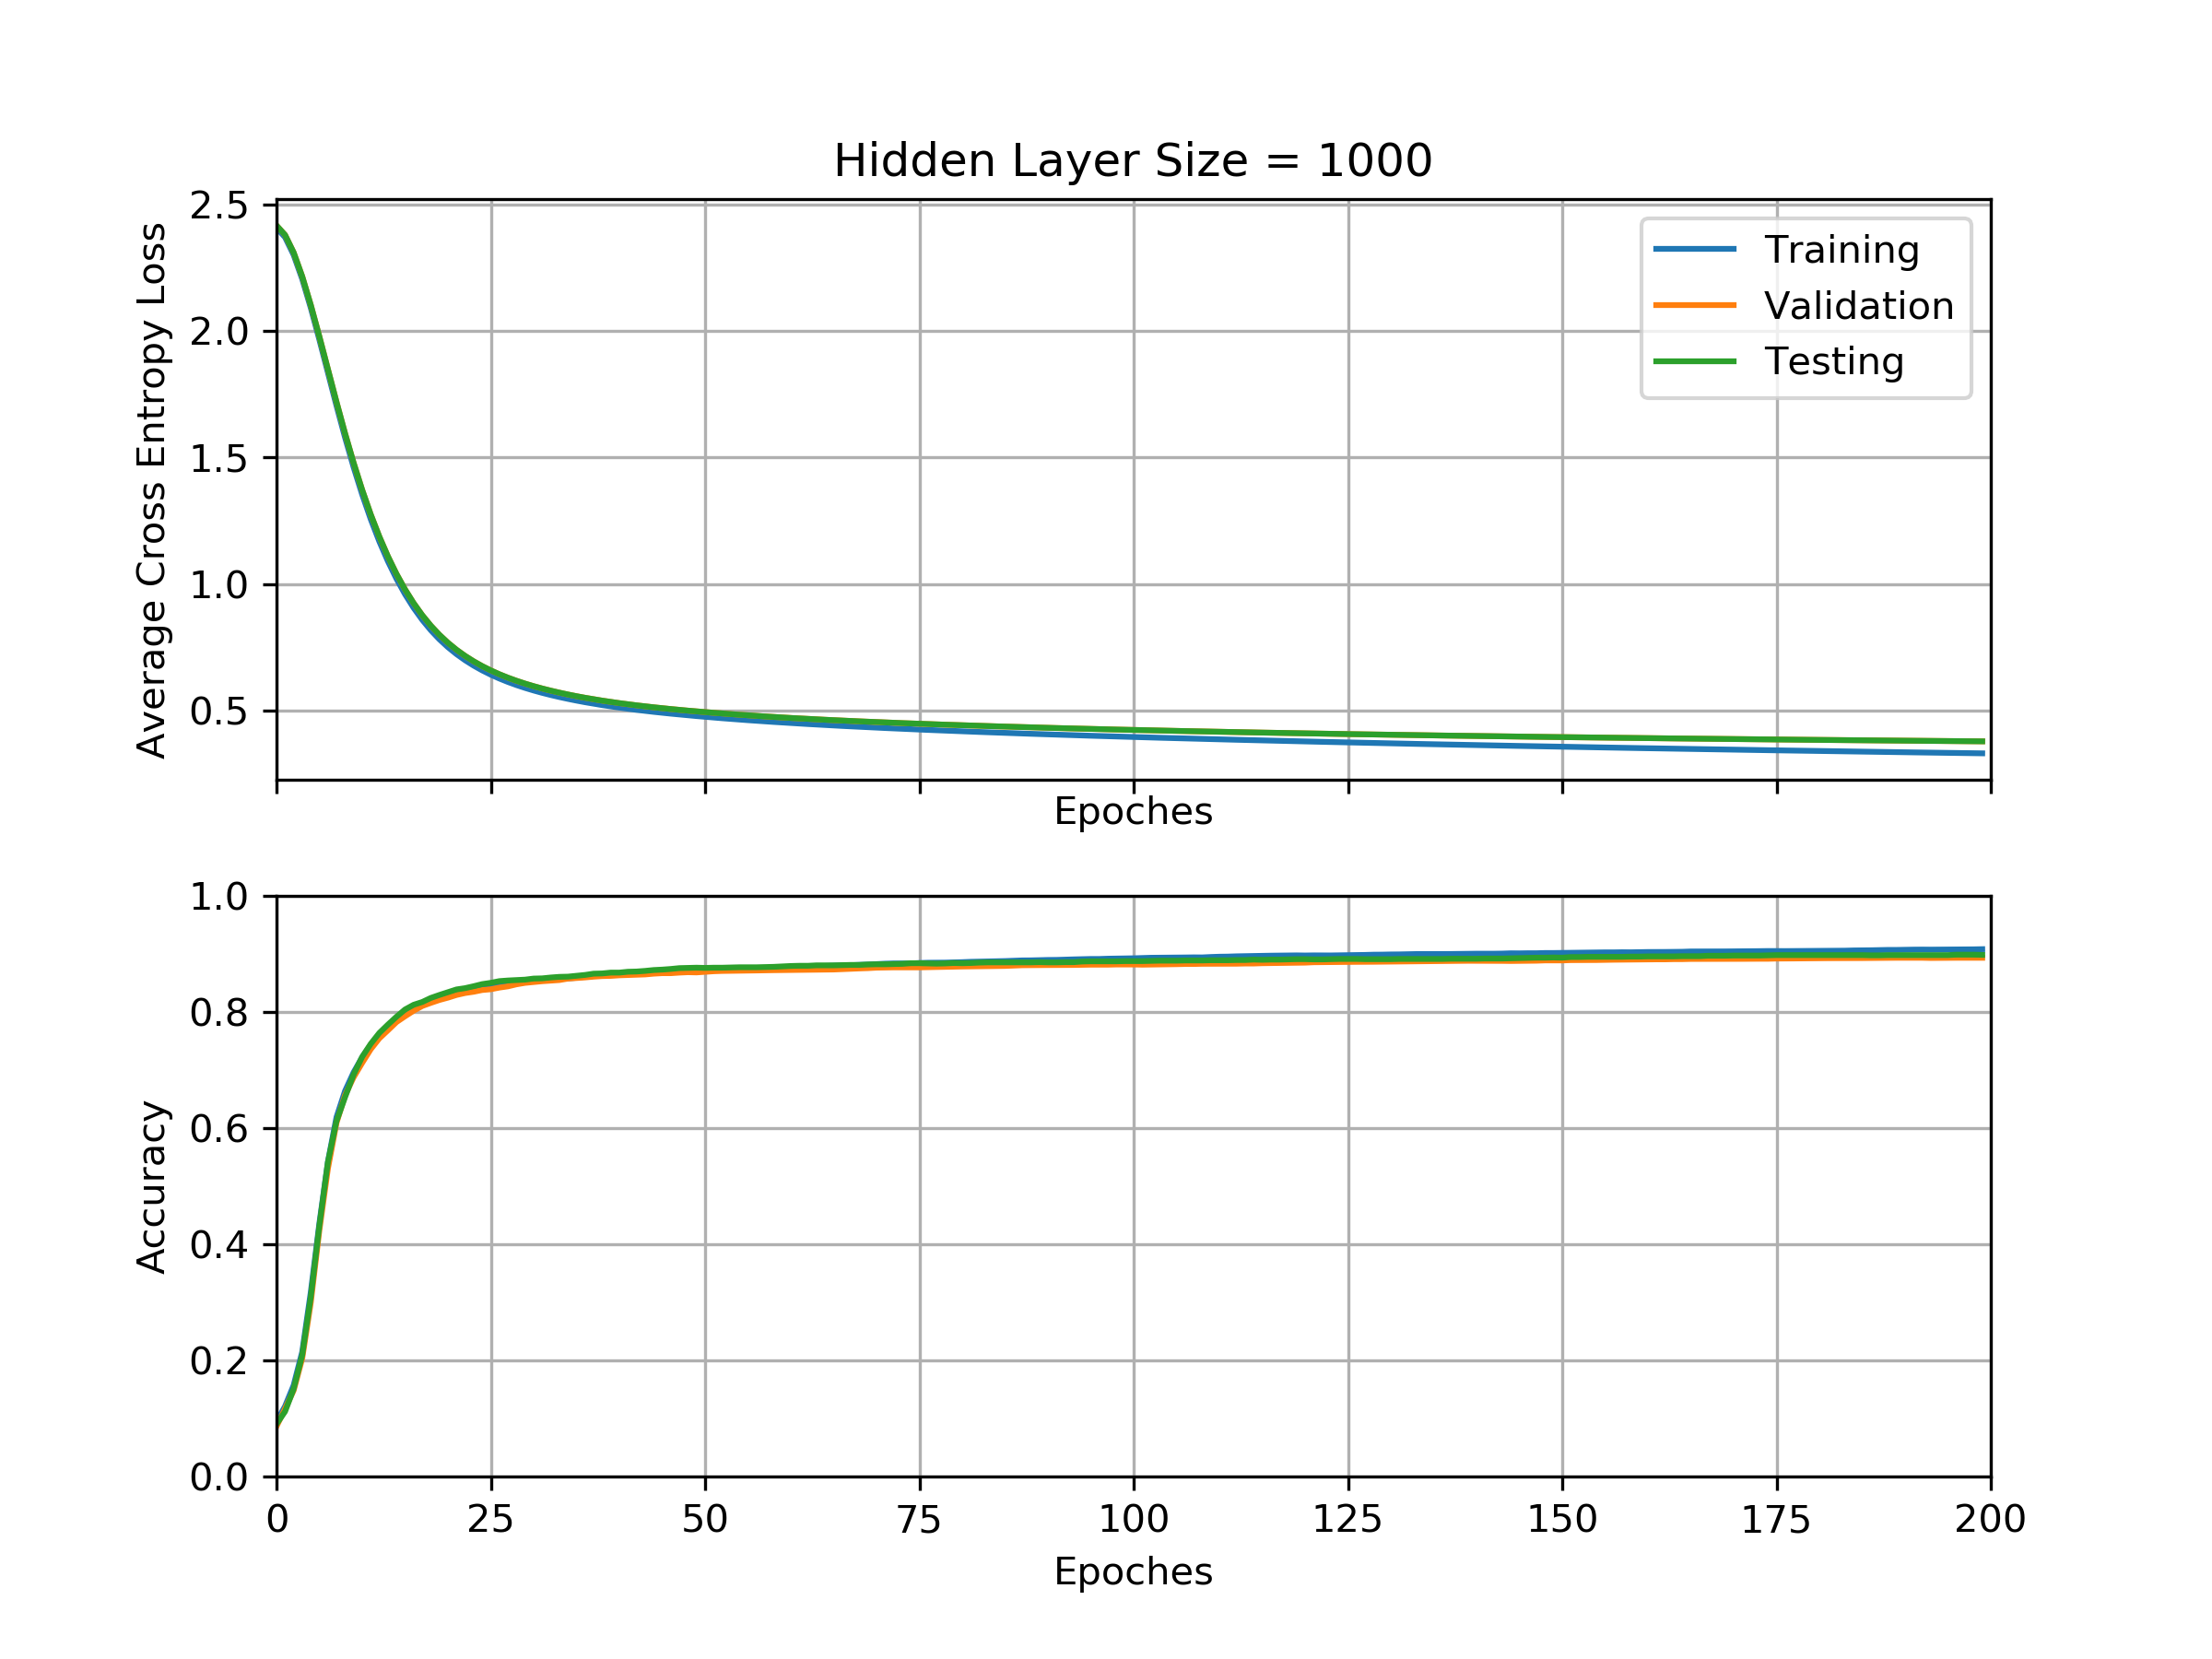 Hidden Layer Size = 1000
2.5
2.0
1.5
1.0
0.5
Average Cross Entropy Loss
Training
Validation
Testing
Epoches
1.0
0.8
0.6
0.4
0.2
0.0
Accuracy
0 25 50 75 100 125 150 175 200
Epoches